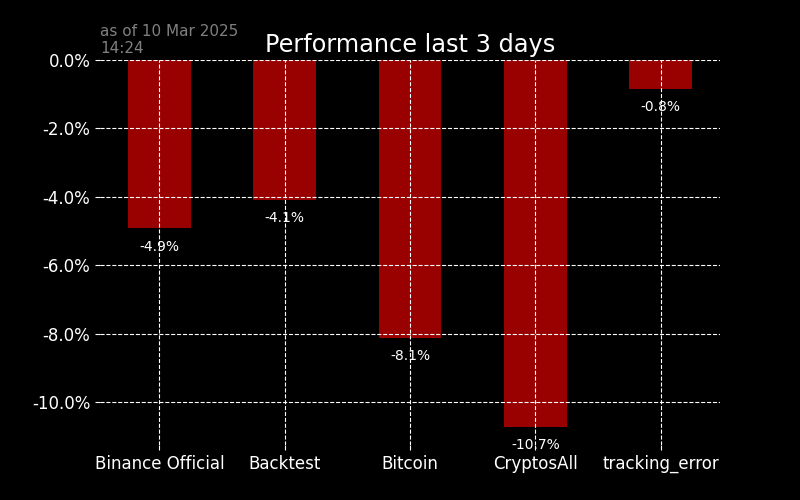 as of 10 Mar 2025
14:24
Performance last 3 days
0.0%
-2.0%
-4.0%
-6.0%
-8.0%
-10.0%
-4.9%
-4.1%
-8.1%
-10.7%
-0.8%
Binance Official
Backtest
Bitcoin
CryptosAll
tracking_error